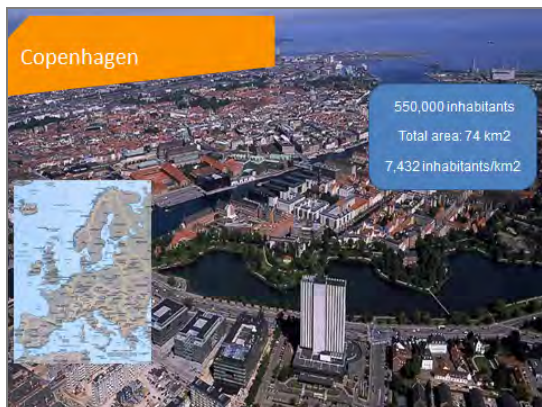 Copenhagen
550,000 inhabitants
Total area: 74 km2
7,432 inhabitants/km2